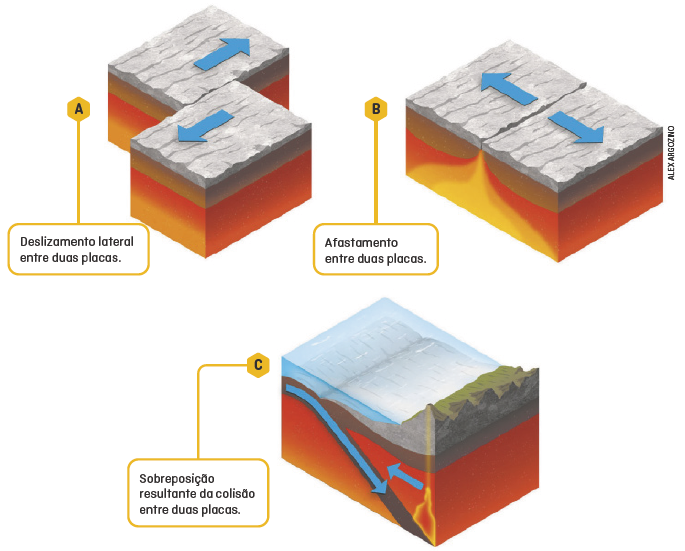 A
Deslizamento lateral
entre duas placas.
B
Afastamento
entre duas placas.
ALEX ARGOZINO
C
Sobreposição
resultante da colisão
entre duas placas.